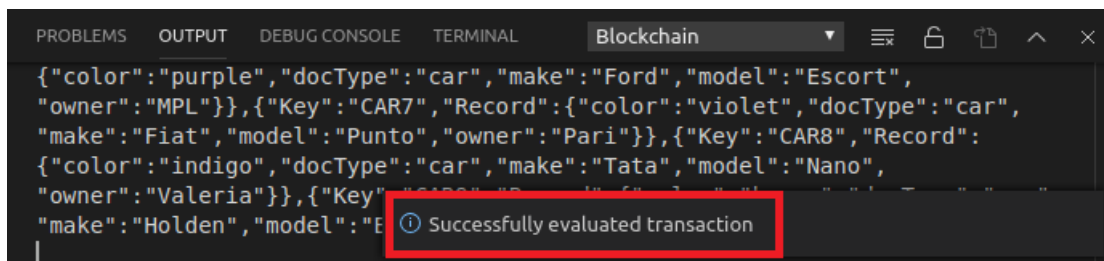 PROBLEMS OUTPUT DEBUG CONSOLE TERMINAL Blockchain
{"color":"purple","docType":"car","make":"Ford","model":"Escort",
"owner":"MPL"}},{"Key":"CAR7","Record":{"color":"violet","docType":"car",
"make":"Fiat","model":"Punto","owner":"Pari"}},{"Key":"CAR8","Record":
{"color":"indigo","docType":"car","make":"Tata","model":"Nano",
"owner":"Valeria"}},{"Key"
"make":"Holden","model":"
Successfully evaluated transaction